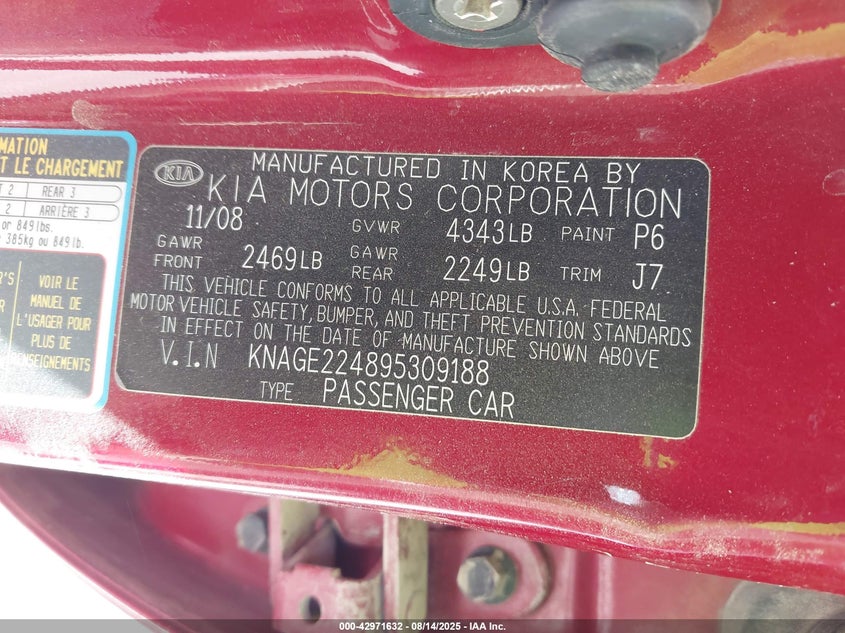 MATION
ET LE CHARGEMENT
T 2 REAR 3
2 ARRIÈRE 3
or 849lbs.
385kg ou 849lb.
R'S VOIR LE
MANUEL DE
L'USAGER POUR
PLUS DE
RENSEIGNEMENT
KIA
MANUFACTURED IN KOREA BY
KIA MOTORS CORPORATION
11/08 GVWR 4343LB PAINT P6
GAWR FRONT 2469LB GAWR REAR 2249LB TRIM J7
THIS VEHICLE CONFORMS TO ALL APPLICABLE U.S.A. FEDERAL
MOTOR VEHICLE SAFETY, BUMPER, AND THEFT PREVENTION STANDARDS
IN EFFECT ON THE DATE OF MANUFACTURE SHOWN ABOVE
V.I.N KNAGE224895309188
TYPE PASSENGER CAR
000-42971632 - 08/14/2025 - IAA Inc.